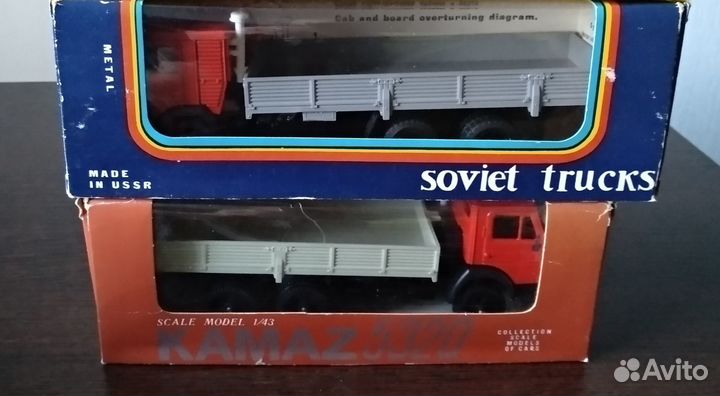 Cab and board overturning diagram.
METAL
MADE
IN USSR
soviet trucks
SCALE MODEL 1/43
KAMAZ
COLLECTION
SCALE
MODELS
OF CARS
Avito